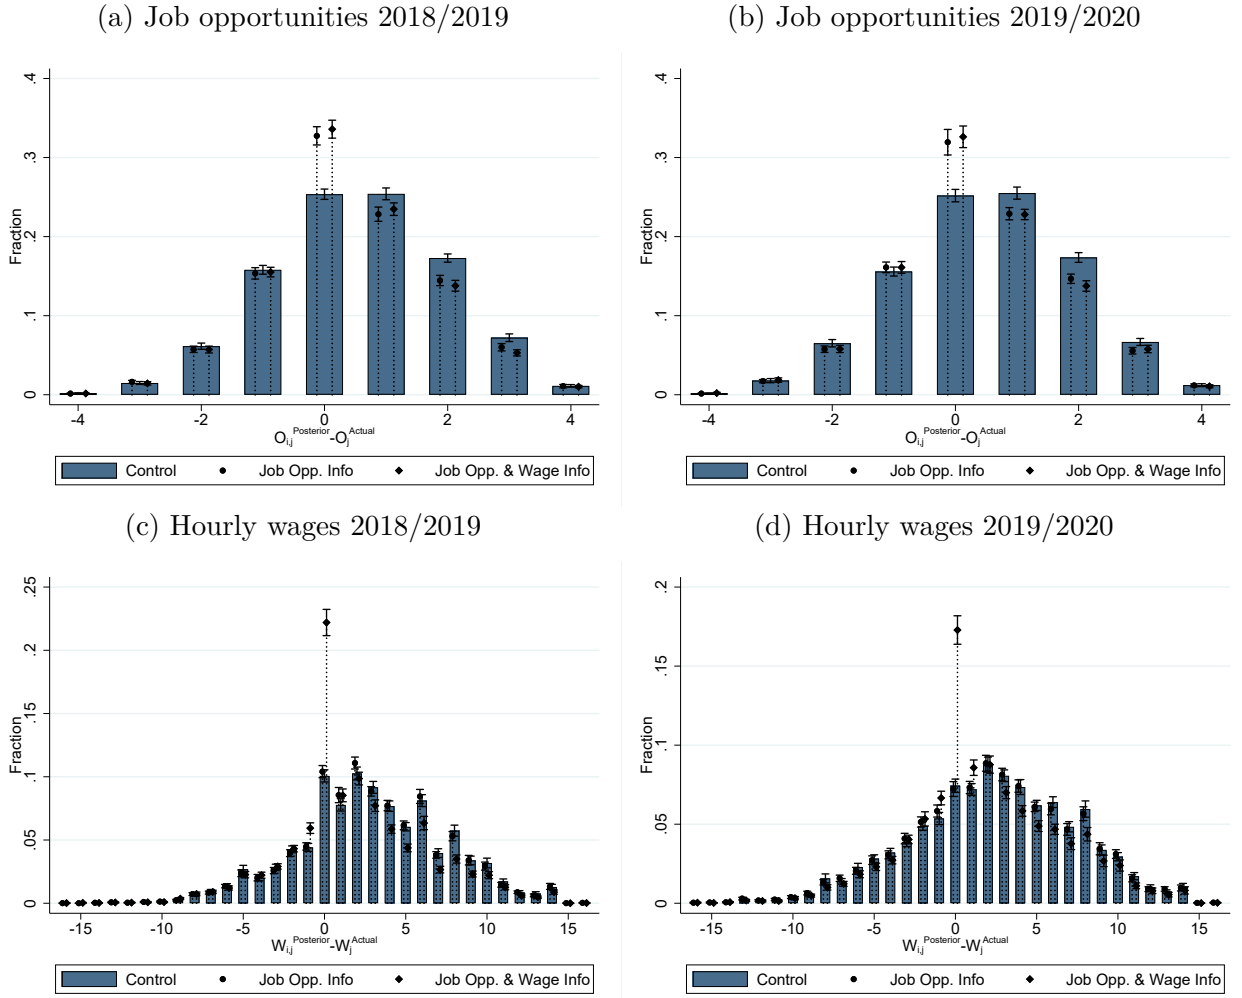 (a) Job opportunities 2018/2019
.4
.3
.2
.1
0
Fraction
-4 -2 0 2 4
O_{i,j}^{Posterior}-O_j^{Actual}
Control Job Opp. Info Job Opp. & Wage Info
(b) Job opportunities 2019/2020
.4
.3
.2
.1
0
Fraction
-4 -2 0 2 4
O_{i,j}^{Posterior}-O_j^{Actual}
Control Job Opp. Info Job Opp. & Wage Info
(c) Hourly wages 2018/2019
.25
.2
.15
.1
.05
0
Fraction
-15 -10 -5 0 5 10 15
W_{i,j}^{Posterior}-W_j^{Actual}
Control Job Opp. Info Job Opp. & Wage Info
(d) Hourly wages 2019/2020
.2
.15
.1
.05
0
Fraction
-15 -10 -5 0 5 10 15
W_{i,j}^{Posterior}-W_j^{Actual}
Control Job Opp. Info Job Opp. & Wage Info